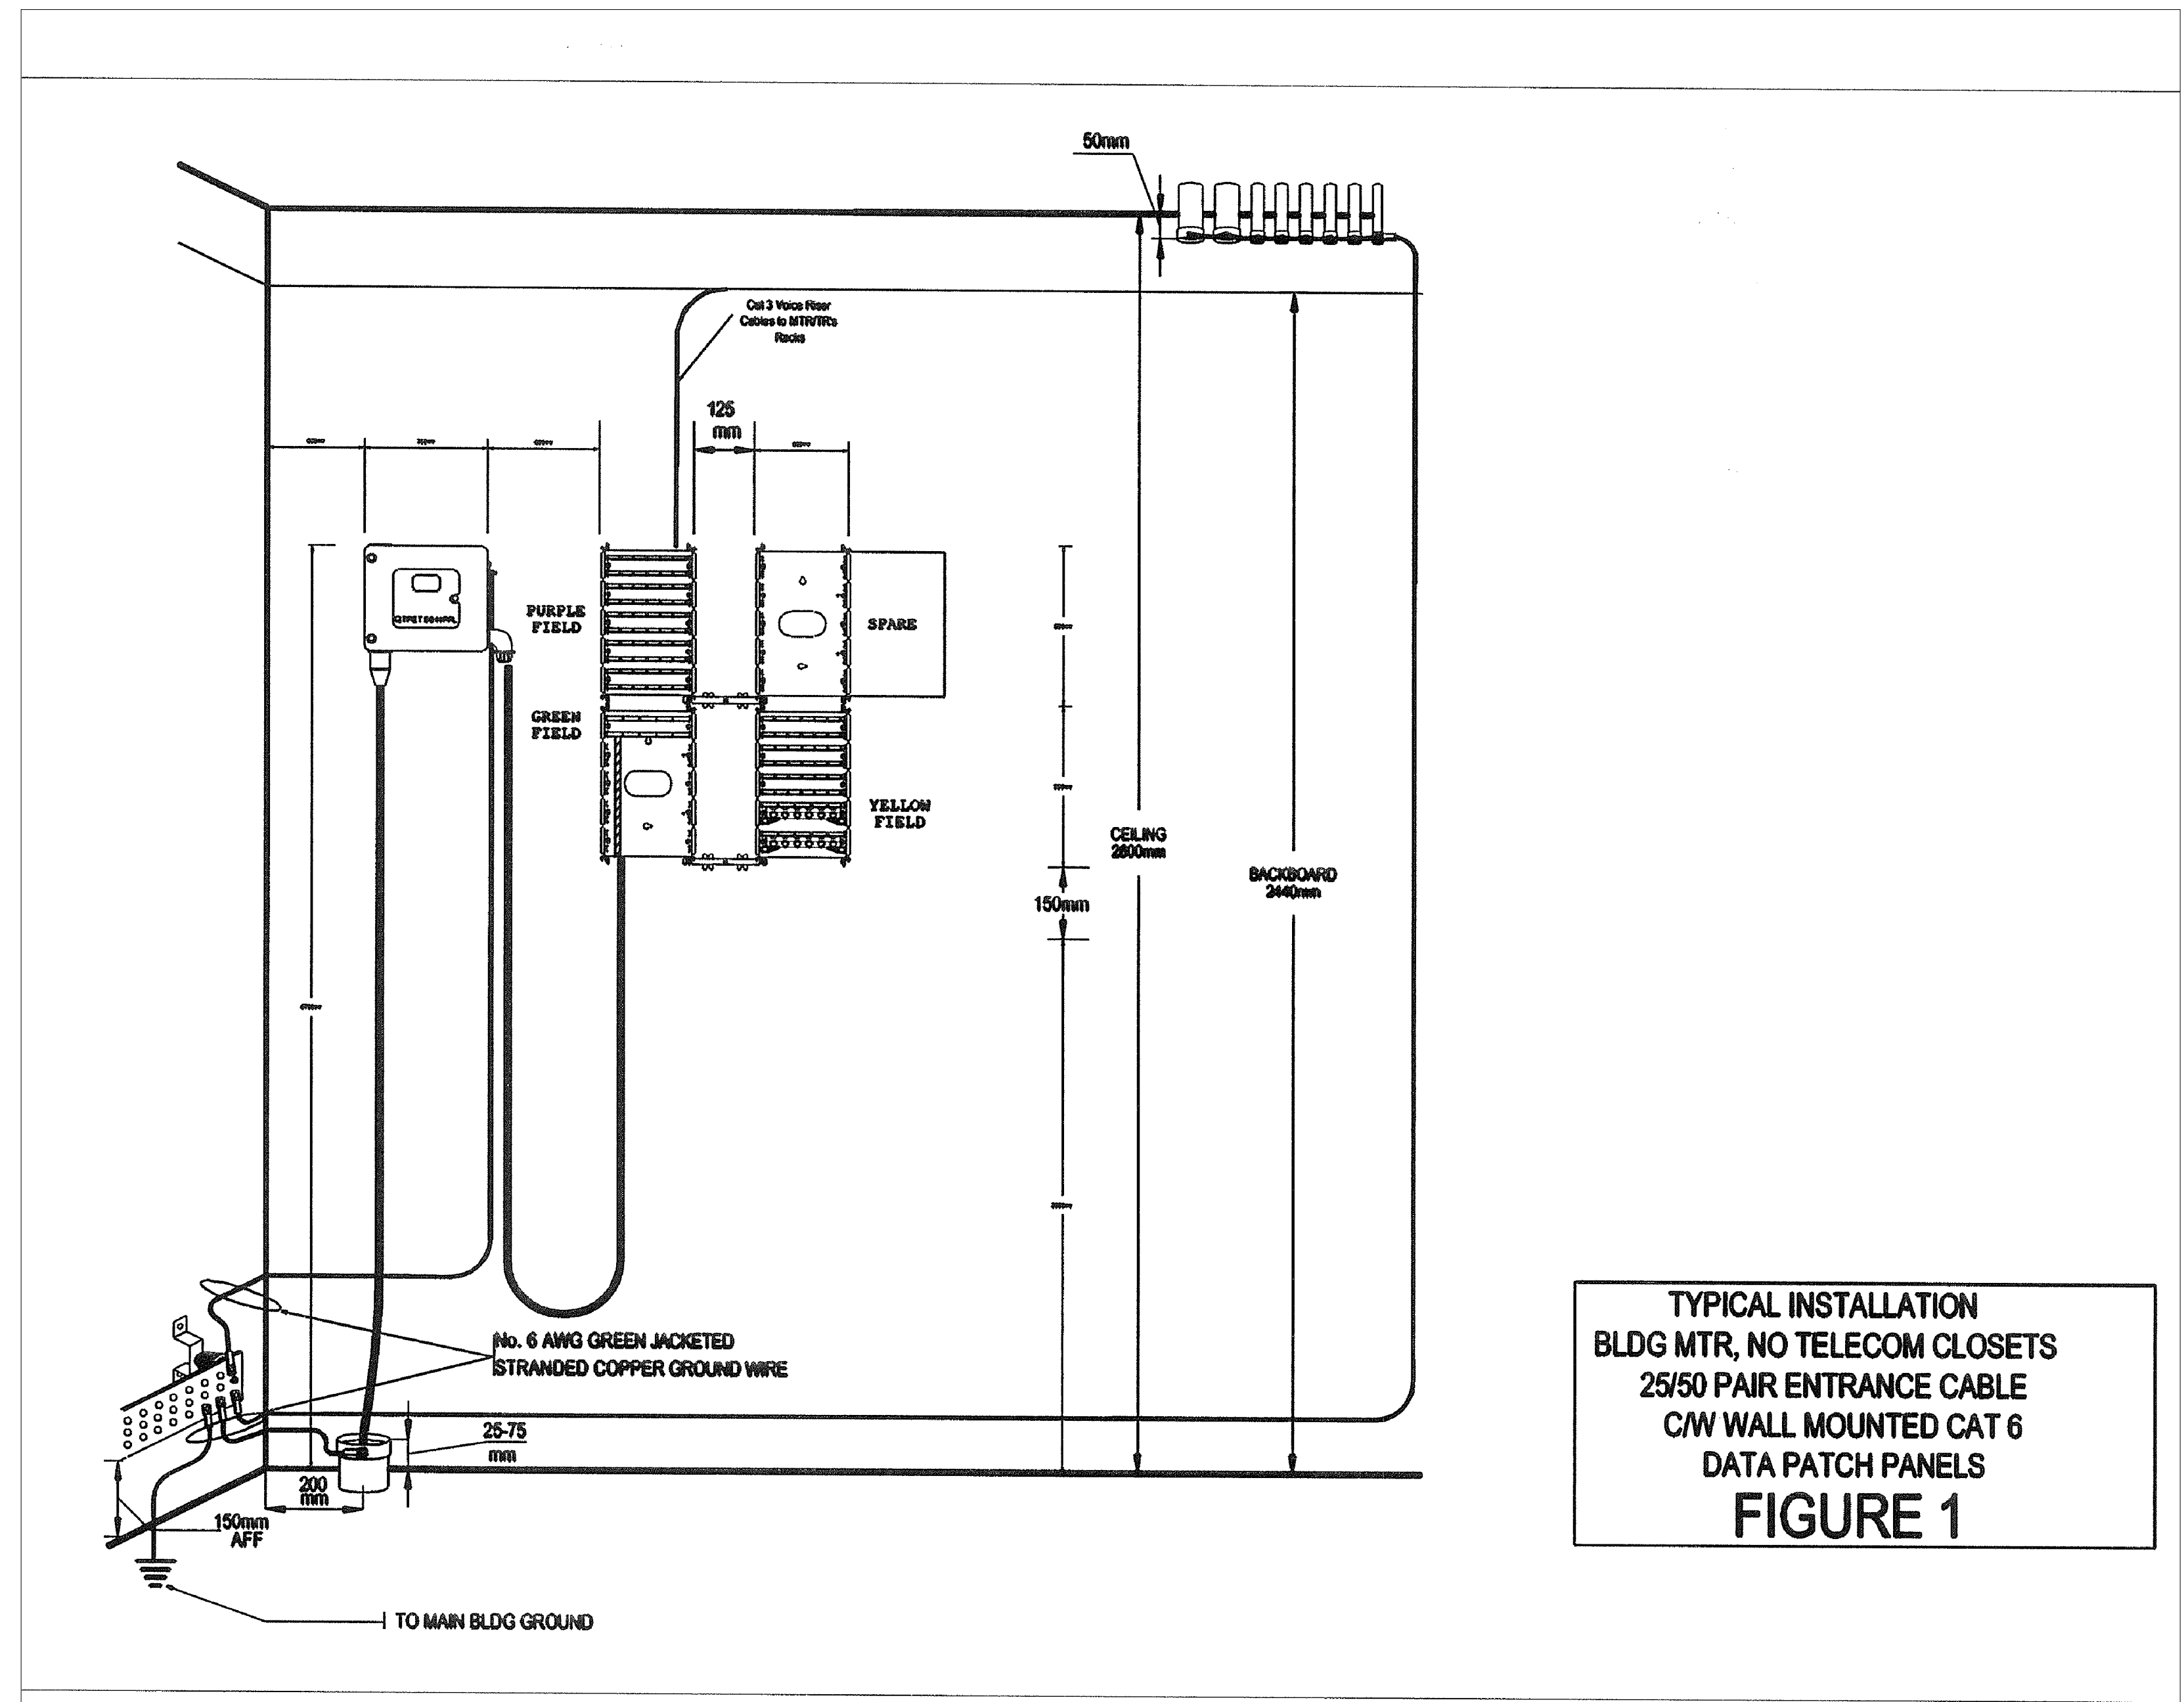 50mm
Cat 3 Voice Riser
Cables to MTR/TR's
Racks
125
mm
PURPLE
FIELD
SPARE
GREEN
FIELD
YELLOW
FIELD
CEILING
2600mm
BACKBOARD
2440mm
150mm
No. 6 AWG GREEN JACKETED
STRANDED COPPER GROUND WIRE
25-75
mm
200
mm
150mm
AFF
TO MAIN BLDG GROUND
TYPICAL INSTALLATION
BLDG MTR, NO TELECOM CLOSETS
25/50 PAIR ENTRANCE CABLE
C/W WALL MOUNTED CAT 6
DATA PATCH PANELS
FIGURE 1